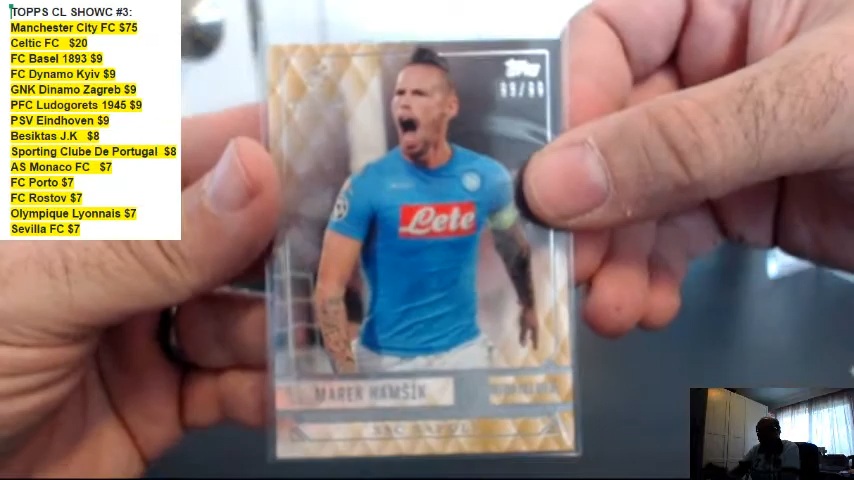 TOPPS CL SHOWC #3:
Manchester City FC $75
Celtic FC $20
FC Basel 1893 $9
FC Dynamo Kyiv $9
GNK Dinamo Zagreb $9
PFC Ludogorets 1945 $9
PSV Eindhoven $9
Besiktas J.K $8
Sporting Clube De Portugal $8
AS Monaco FC $7
FC Porto $7
FC Rostov $7
Olympique Lyonnais $7
Sevilla FC $7
Topps
Lete
MAREK HAMŠÍK